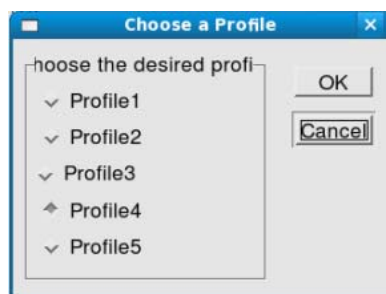 Choose a Profile
hoose the desired profi
OK
Profile1
Cancel
Profile2
Profile3
Profile4
Profile5